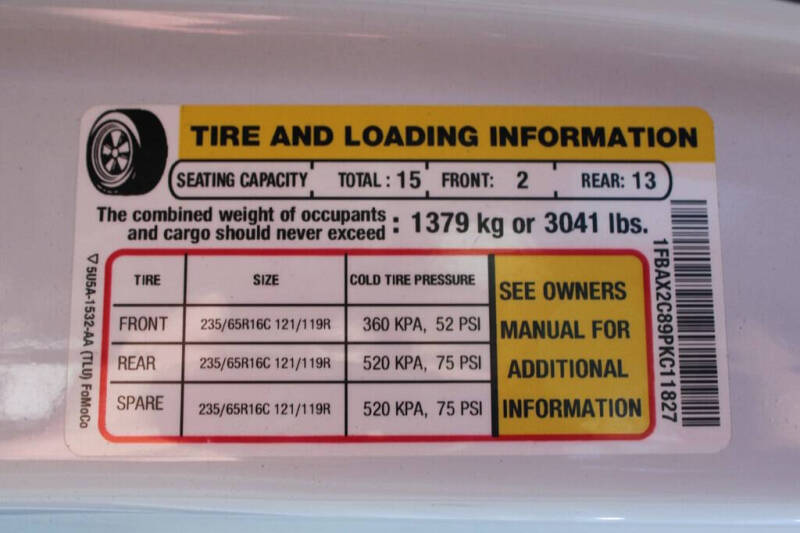 TIRE AND LOADING INFORMATION
SEATING CAPACITY TOTAL : 15 FRONT: 2 REAR: 13
The combined weight of occupants
and cargo should never exceed : 1379 kg or 3041 lbs.
TIRE SIZE COLD TIRE PRESSURE
FRONT 235/65R16C 121/119R 360 KPA, 52 PSI
REAR 235/65R16C 121/119R 520 KPA, 75 PSI
SPARE 235/65R16C 121/119R 520 KPA, 75 PSI
SEE OWNERS
MANUAL FOR
ADDITIONAL
INFORMATION
1FBAX2C89PKC11827
5U5A-1532-AA (TLU) FoMoCo